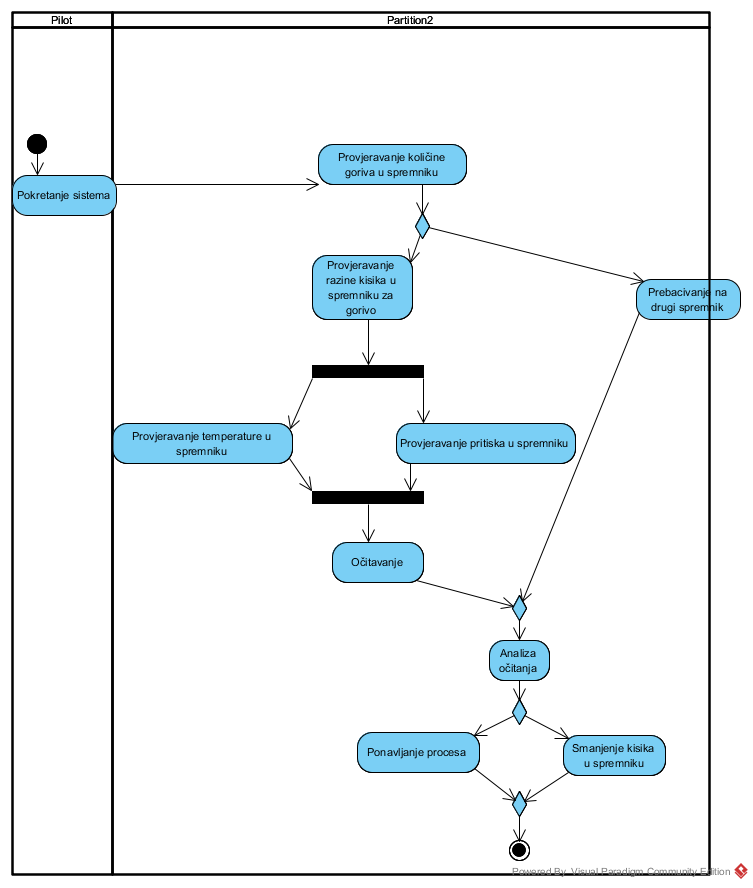 Pilot
Partition2
Provjeravanje količine
goriva u spremniku
Pokretanje sistema
Provjeravanje
razine kisika u
spremniku za
gorivo
Prebacivanje na
drugi spremnik
Provjeravanje temperature u
spremniku
Provjeravanje pritiska u spremniku
Očitavanje
Analiza
očitanja
Ponavljanje procesa
Smanjenje kisika
u spremniku
Powered By Visual Paradigm Community Edition